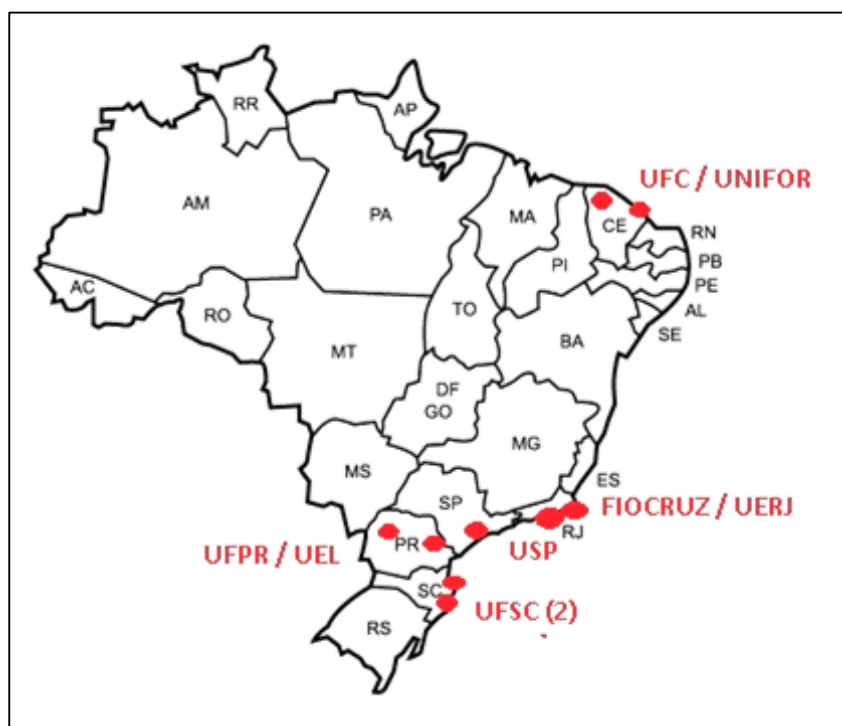 RR
AP
UFC / UNIFOR
AM
PA
MA
CE
RN
PI
PB
PE
AC
RO
TO
AL
SE
BA
MT
DF
GO
MG
MS
ES
SP
FIOCRUZ / UERJ
RJ
UFPR / UEL
PR
USP
SC
UFSC (2)
RS